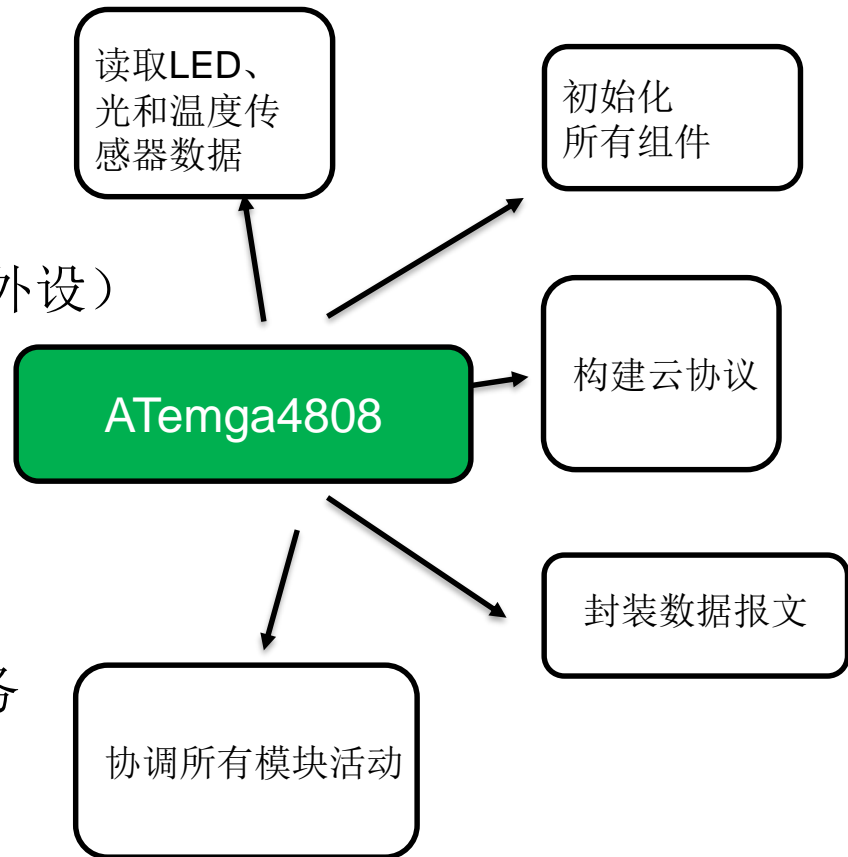 读取LED、
光和温度传
感器数据
初始化
所有组件
外设）
构建云协议
ATemga4808
封装数据报文
务
协调所有模块活动